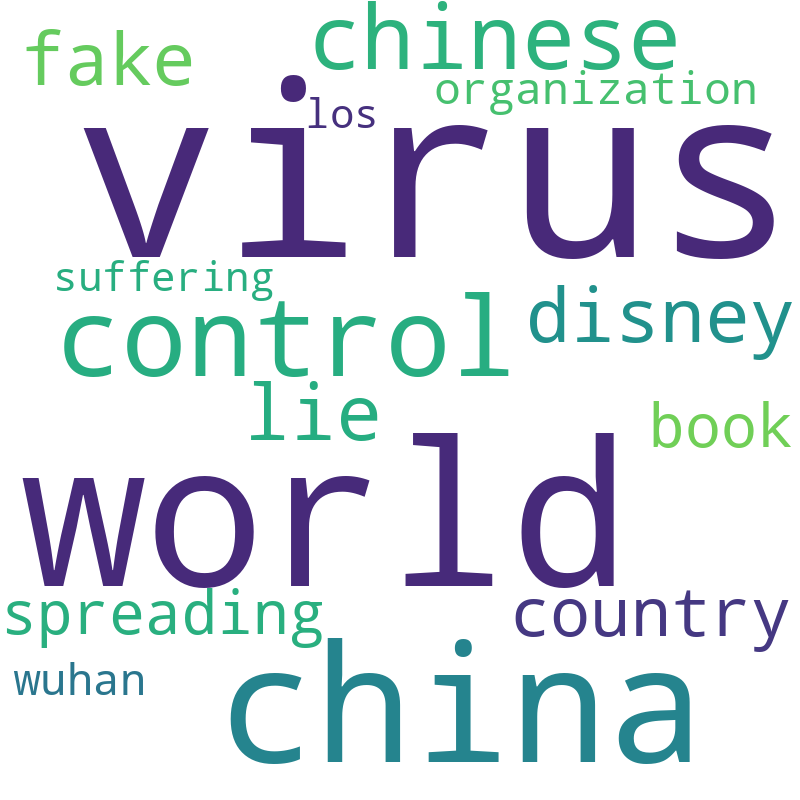 chinese
fake
organization
los
virus
suffering
control
disney
lie
book
world
spreading
country
wuhan
china